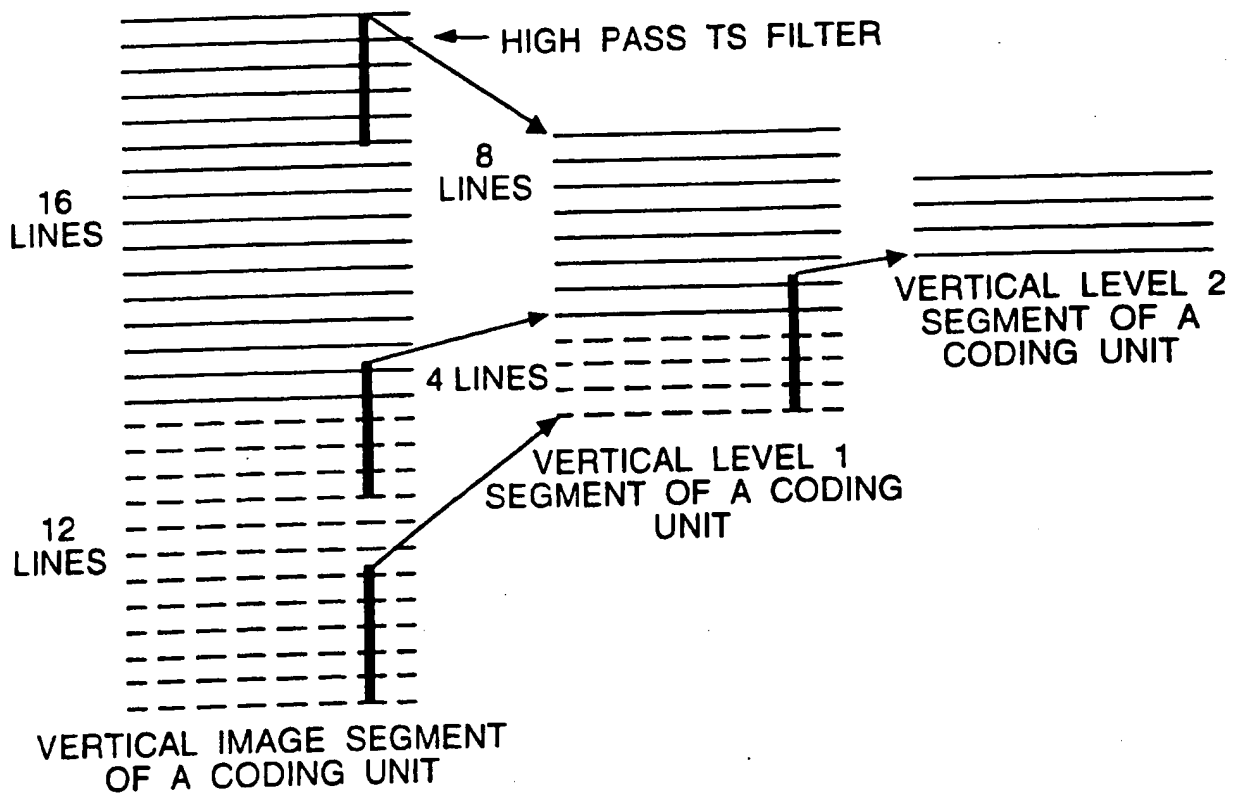 HIGH PASS TS FILTER
16
LINES
8
LINES
4 LINES
12
LINES
VERTICAL LEVEL 2
SEGMENT OF A
CODING UNIT
VERTICAL LEVEL 1
SEGMENT OF A CODING
UNIT
VERTICAL IMAGE SEGMENT
OF A CODING UNIT